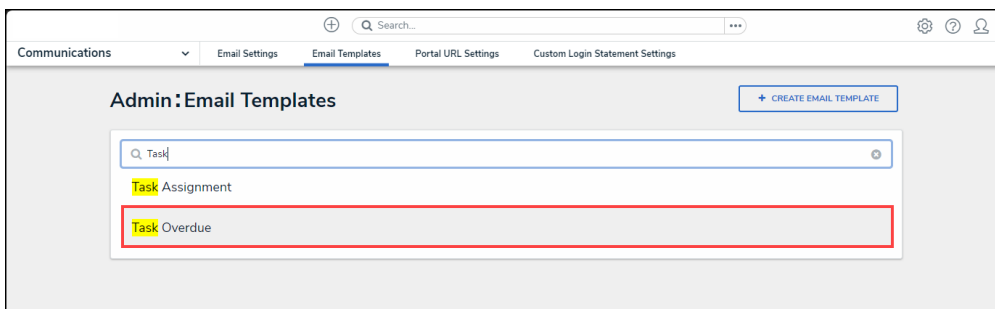 Search...
Communications Email Settings Email Templates Portal URL Settings Custom Login Statement Settings
Admin:Email Templates
+ CREATE EMAIL TEMPLATE
Task
Task Assignment
Task Overdue